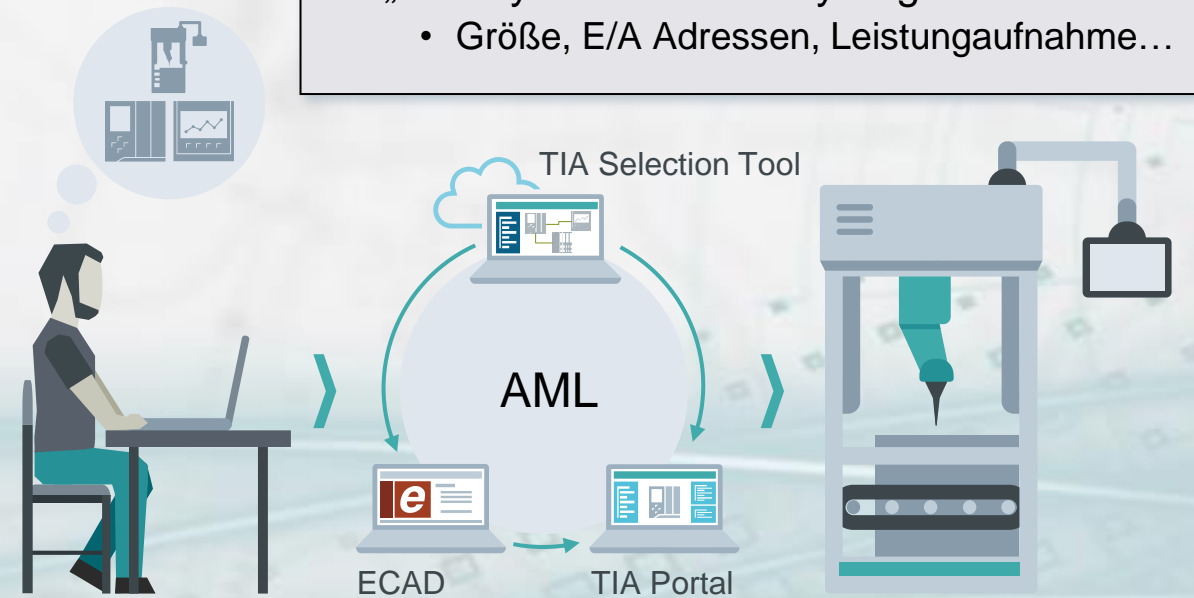 • Größe, E/A Adressen, Leistungaufnahme…
TIA Selection Tool
AML
e
ECAD
TIA Portal